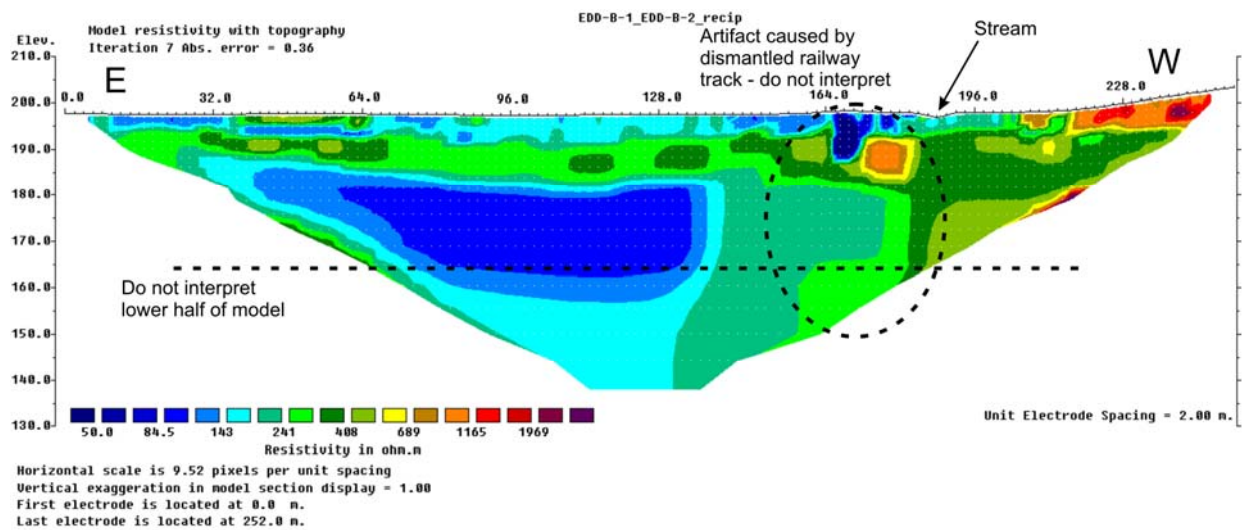 EDD-B-1_EDD-B-2_recip
Model resistivity with topography
Iteration 7 Abs. error = 0.36
Elev.
210.0
200.0
190.0
180.0
170.0
160.0
150.0
140.0
130.0
E
Artifact caused by
dismantled railway
track - do not interpret
Stream
W
0.0 32.0 64.0 96.0 128.0 164.0 196.0 228.0
Do not interpret
lower half of model
50.0 84.5 143 241 408 689 1165 1969
Resistivity in ohm.m
Unit Electrode Spacing = 2.00 m.
Horizontal scale is 9.52 pixels per unit spacing
Vertical exaggeration in model section display = 1.00
First electrode is located at 0.0 m.
Last electrode is located at 252.0 m.